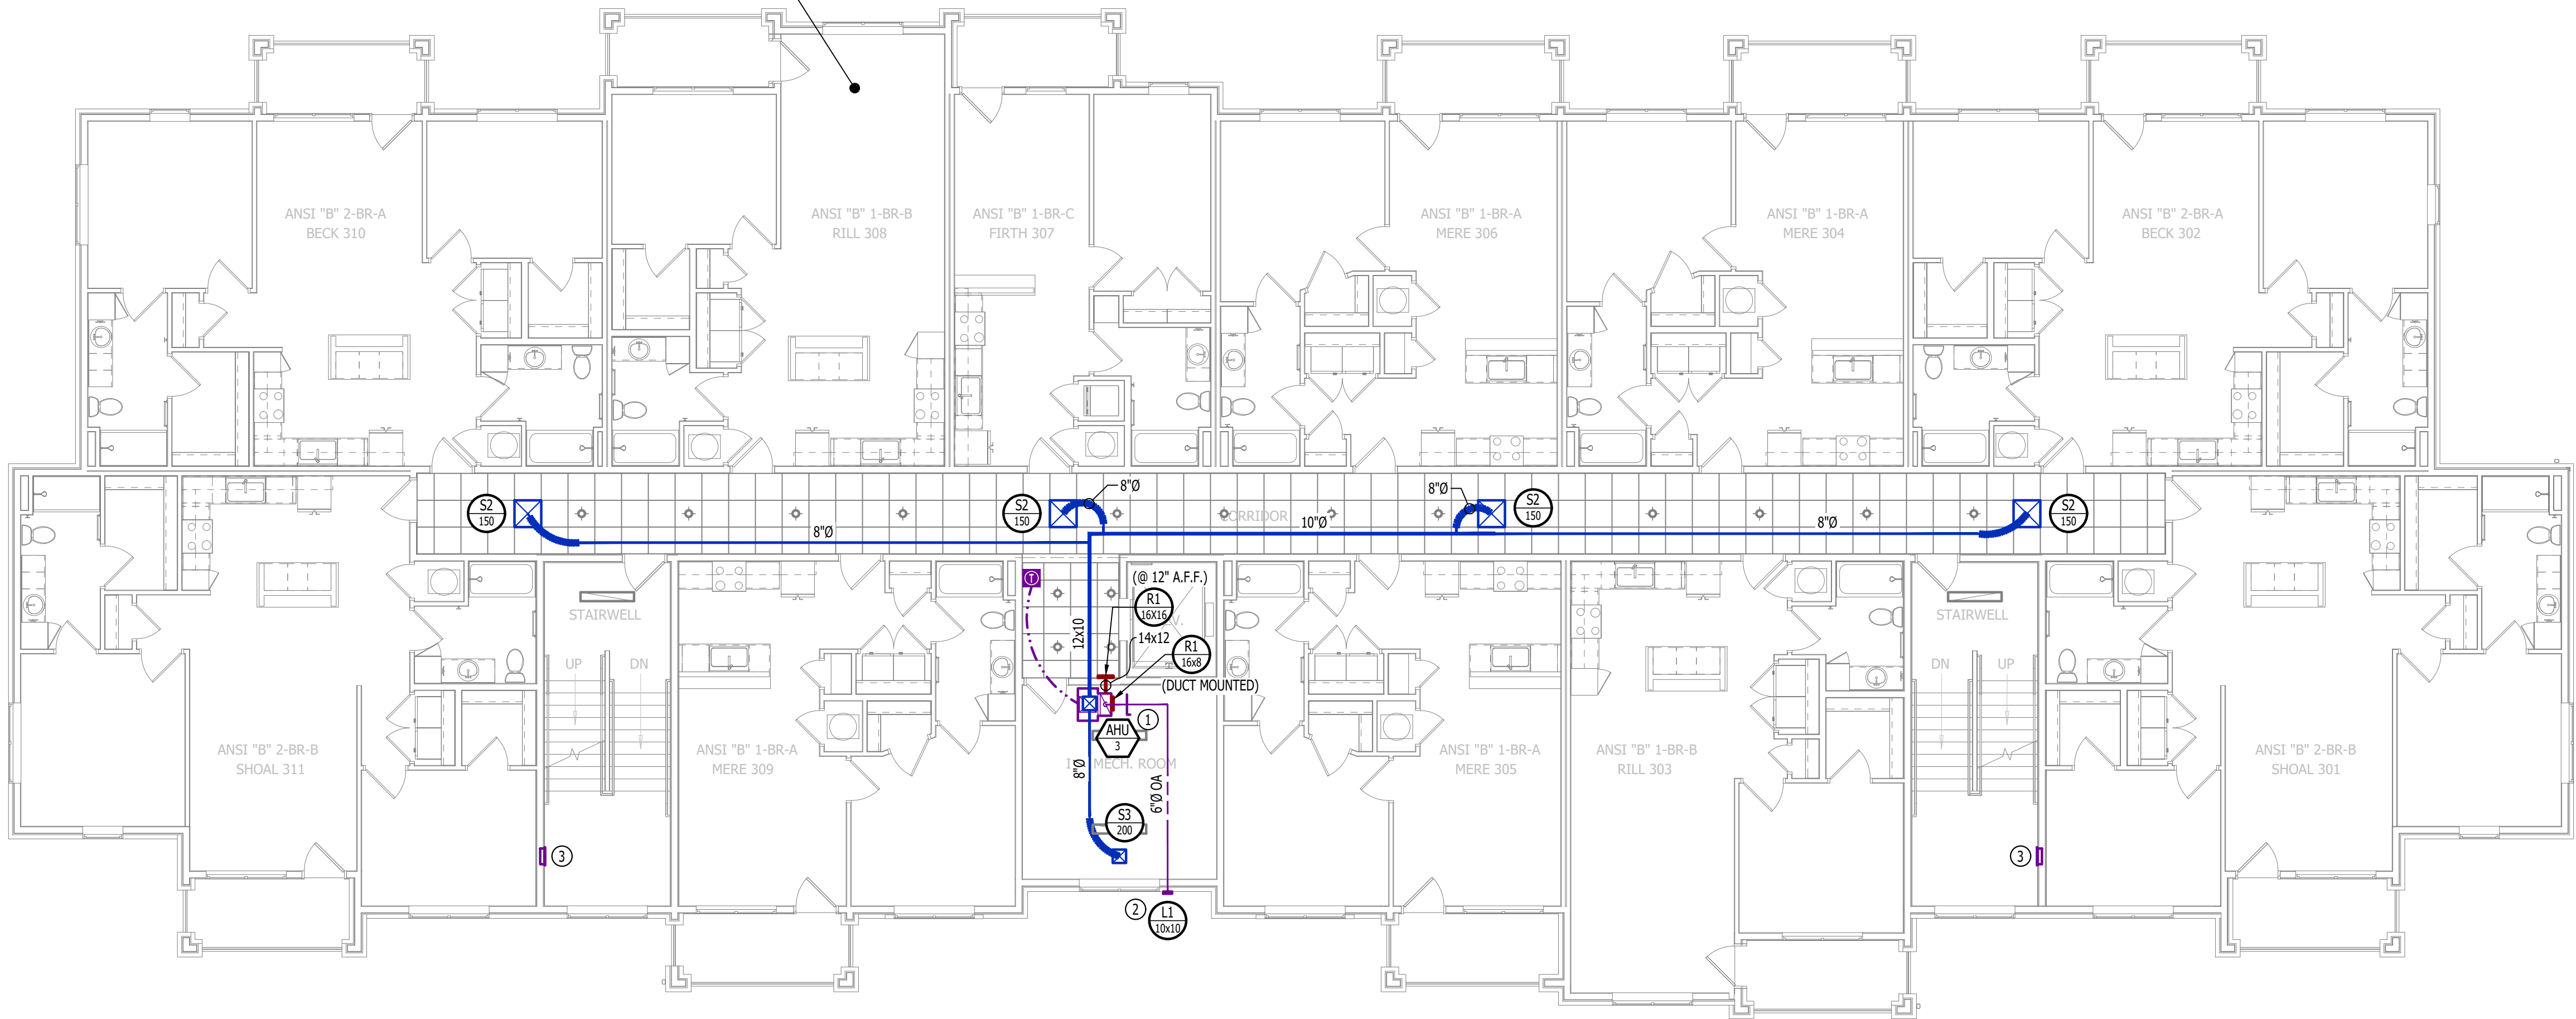 ANSI "B" 2-BR-A
BECK 310
ANSI "B" 1-BR-B
RILL 308
ANSI "B" 1-BR-C
FIRTH 307
ANSI "B" 1-BR-A
MERE 306
ANSI "B" 1-BR-A
MERE 304
ANSI "B" 2-BR-A
BECK 302
S2
150
8"Ø
S2
150
8"Ø
CORRIDOR
10"Ø
8"Ø
S2
150
8"Ø
S2
150
STAIRWELL
UP
DN
T
12x10
(@ 12" A.F.F.)
R1
16X16
V.
14x12
R1
16x8
(DUCT MOUNTED)
1
AHU
3
MECH. ROOM
8"Ø
6"Ø OA
S3
200
2
L1
10x10
STAIRWELL
DN
UP
ANSI "B" 2-BR-B
SHOAL 311
3
ANSI "B" 1-BR-A
MERE 309
ANSI "B" 1-BR-A
MERE 305
ANSI "B" 1-BR-B
RILL 303
3
ANSI "B" 2-BR-B
SHOAL 301